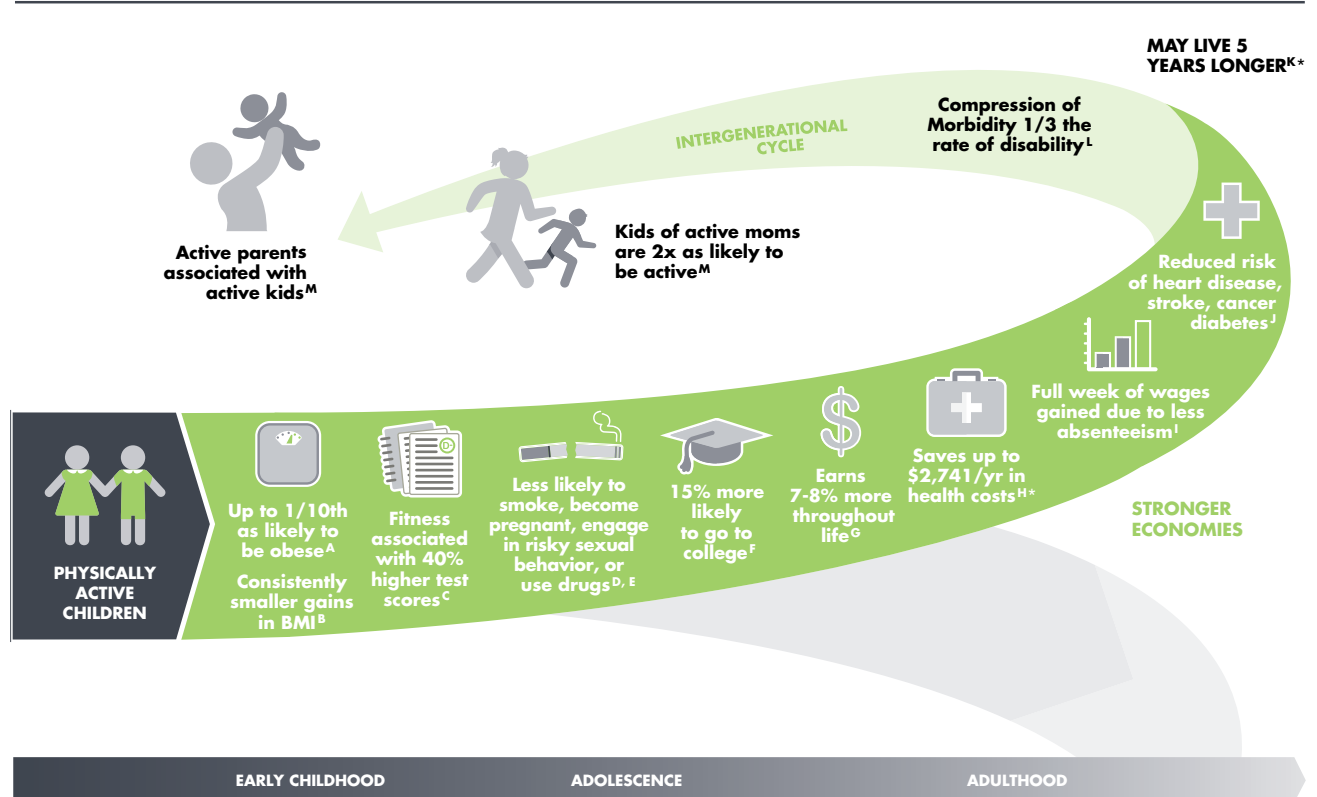 MAY LIVE 5
YEARS LONGERK*
Compression of
Morbidity 1/3 the
rate of disabilityL
INTERGENERATIONAL
CYCLE
Active parents
associated with
active kidsM
Kids of active moms
are 2x as likely to
be activeM
Reduced risk
of heart disease,
stroke, cancer
diabetesJ
Full week of wages
gained due to less
absenteeismI
Saves up to
$2,741/yr in
health costsH*
$
Earns
7-8% more
throughout
lifeG
15% more
likely
to go to
collegeF
Less likely to
smoke, become
pregnant, engage
in risky sexual
behavior, or
use drugsD, E
D-
Fitness
associated
with 40%
higher test
scoresC
Up to 1/10th
as likely to
be obeseA
Consistently
smaller gains
in BMIB
PHYSICALLY
ACTIVE
CHILDREN
STRONGER
ECONOMIES
EARLY CHILDHOOD
ADOLESCENCE
ADULTHOOD